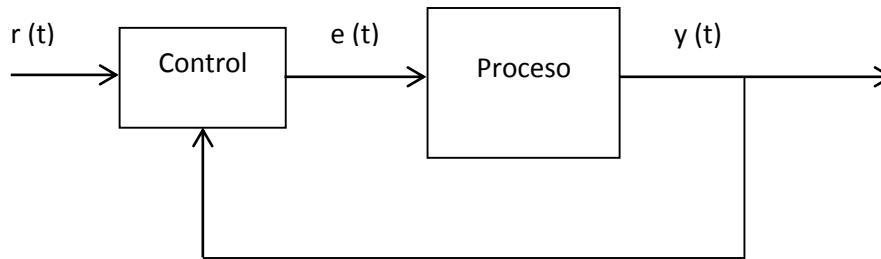 r (t)
Control
e (t)
Proceso
y (t)